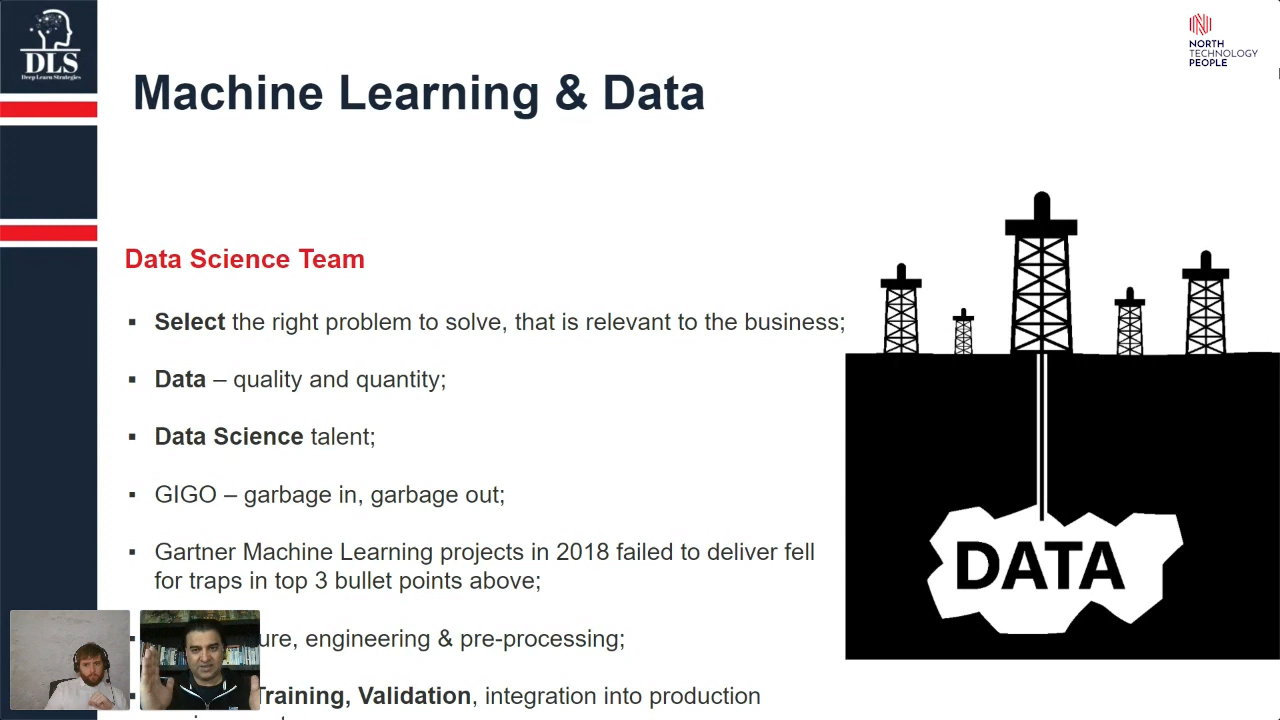 DLS
Deep Learn Strategies
NORTH
TECHNOLOGY
PEOPLE
Machine Learning & Data
Data Science Team
▪ Select the right problem to solve, that is relevant to the business;
▪ Data – quality and quantity;
▪ Data Science talent;
▪ GIGO – garbage in, garbage out;
▪ Gartner Machine Learning projects in 2018 failed to deliver fell
for traps in top 3 bullet points above;
engineering & pre-processing;
Training, Validation, integration into production
DATA